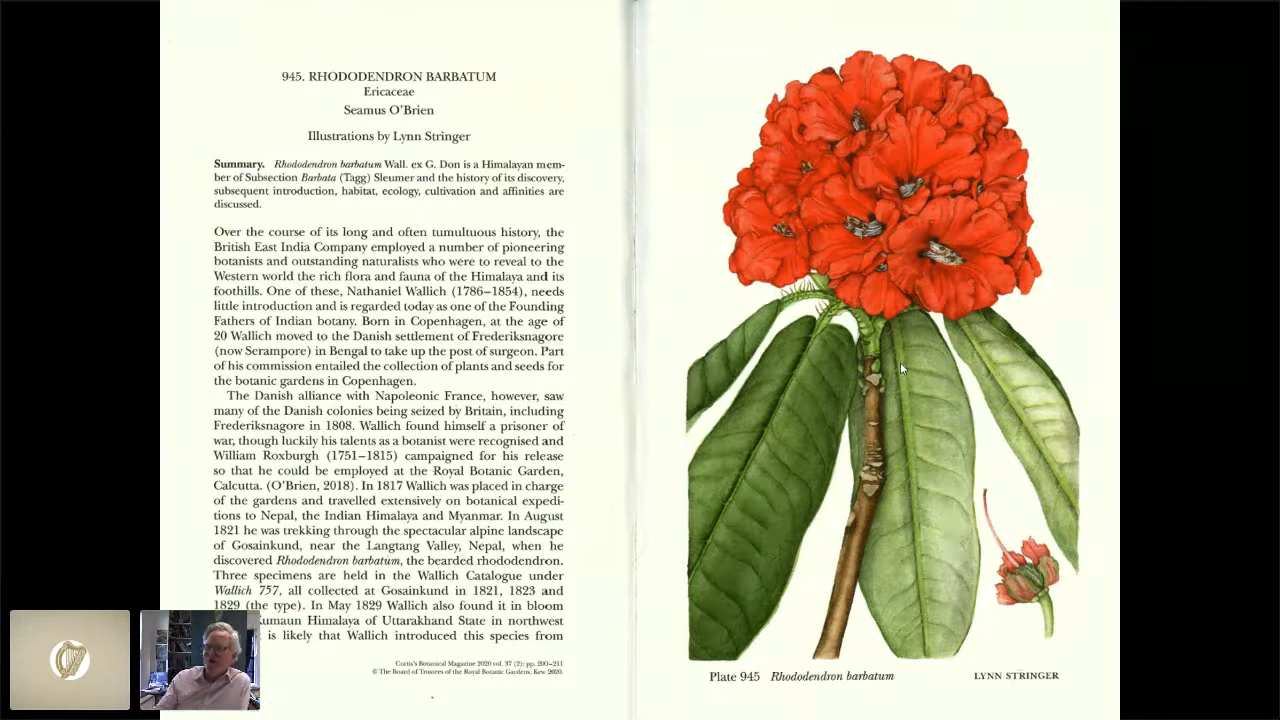 945. RHODODENDRON BARBATUM
Ericaceae
Seamus O'Brien
Illustrations by Lynn Stringer
Summary. Rhododendron barbatum Wall. ex G. Don is a Himalayan mem-
ber of Subsection Barbata (Tagg) Sleumer and the history of its discovery,
subsequent introduction, habitat, ecology, cultivation and affinities are
discussed.
Over the course of its long and often tumultuous history, the
British East India Company employed a number of pioneering
botanists and outstanding naturalists who were to reveal to the
Western world the rich flora and fauna of the Himalaya and its
foothills. One of these, Nathaniel Wallich (1786–1854), needs
little introduction and is regarded today as one of the Founding
Fathers of Indian botany. Born in Copenhagen, at the age of
20 Wallich moved to the Danish settlement of Frederiksnagore
(now Serampore) in Bengal to take up the post of surgeon. Part
of his commission entailed the collection of plants and seeds for
the botanic gardens in Copenhagen.
The Danish alliance with Napoleonic France, however, saw
many of the Danish colonies being seized by Britain, including
Frederiksnagore in 1808. Wallich found himself a prisoner of
war, though luckily his talents as a botanist were recognised and
William Roxburgh (1751–1815) campaigned for his release
so that he could be employed at the Royal Botanic Garden,
Calcutta. (O'Brien, 2018). In 1817 Wallich was placed in charge
of the gardens and travelled extensively on botanical expedi-
tions to Nepal, the Indian Himalaya and Myanmar. In August
1821 he was trekking through the spectacular alpine landscape
of Gosainkund, near the Langtang Valley, Nepal, when he
discovered Rhododendron barbatum, the bearded rhododendron.
Three specimens are held in the Wallich Catalogue under
Wallich 757, all collected at Gosainkund in 1821, 1823 and
1829 (the type). In May 1829 Wallich also found it in bloom
Kumaun Himalaya of Uttarakhand State in northwest
is likely that Wallich introduced this species from
Curtis's Botanical Magazine 2020 vol. 37 (2): pp. 200–211
© The Board of Trustees of the Royal Botanic Gardens, Kew 2020.
Plate 945 Rhododendron barbatum
LYNN STRINGER